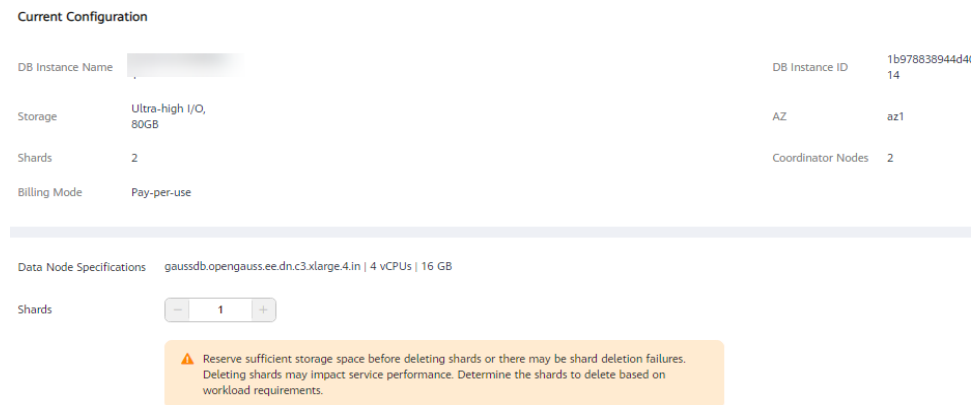 Current Configuration
DB Instance Name
DB Instance ID
1b978838944d40
14
Storage
Ultra-high I/O,
80GB
AZ
az1
Shards
2
Coordinator Nodes
2
Billing Mode
Pay-per-use
Data Node Specifications
gaussdb.opengauss.ee.dn.c3.xlarge.4.in | 4 vCPUs | 16 GB
Shards
1
Reserve sufficient storage space before deleting shards or there may be shard deletion failures.
Deleting shards may impact service performance. Determine the shards to delete based on
workload requirements.